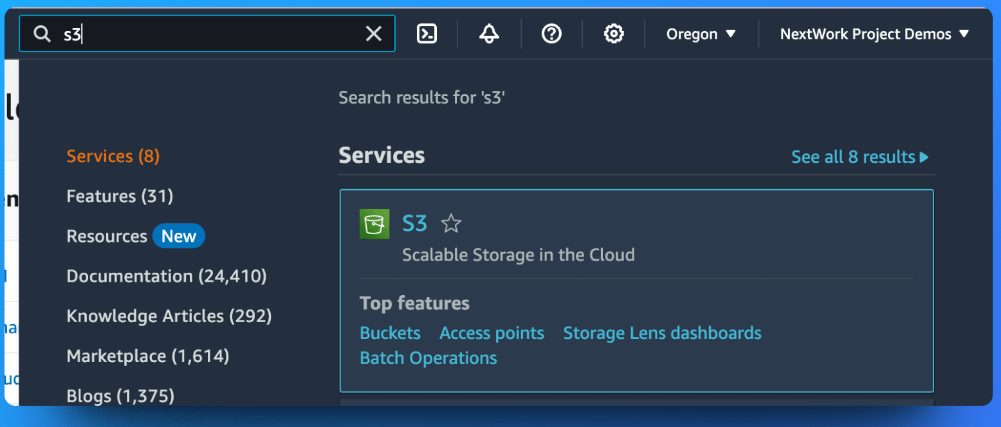 s3
Oregon ▼
NextWork Project Demos ▼
Search results for 's3'
Services (8)
Features (31)
Resources New
Documentation (24,410)
Knowledge Articles (292)
Marketplace (1,614)
Blogs (1,375)
Services
See all 8 results ▶
S3
Scalable Storage in the Cloud
Top features
Buckets Access points Storage Lens dashboards
Batch Operations